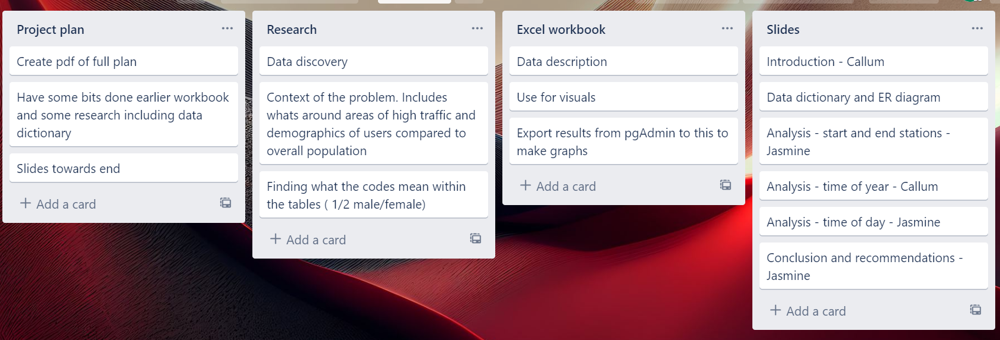 Project plan
Create pdf of full plan
Have some bits done earlier workbook
and some research including data
dictionary
Slides towards end
Add a card
Research
Data discovery
Context of the problem. Includes
whats around areas of high traffic and
demographics of users compared to
overall population
Finding what the codes mean within
the tables ( 1/2 male/female)
Add a card
Excel workbook
Data description
Use for visuals
Export results from pgAdmin to this to
make graphs
Add a card
Slides
Introduction - Callum
Data dictionary and ER diagram
Analysis - start and end stations -
Jasmine
Analysis - time of year - Callum
Analysis - time of day - Jasmine
Conclusion and recommendations -
Jasmine
Add a card